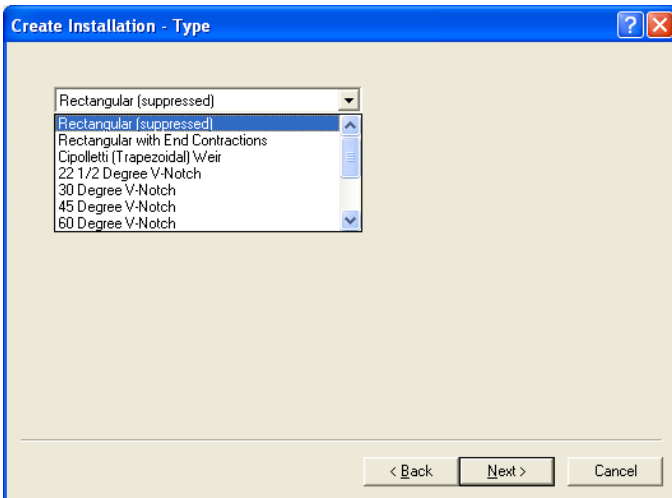 Create Installation - Type
Rectangular (suppressed)
Rectangular (suppressed)
Rectangular with End Contractions
Cipolletti (Trapezoidal) Weir
22 1/2 Degree V-Notch
30 Degree V-Notch
45 Degree V-Notch
60 Degree V-Notch
< Back Next > Cancel